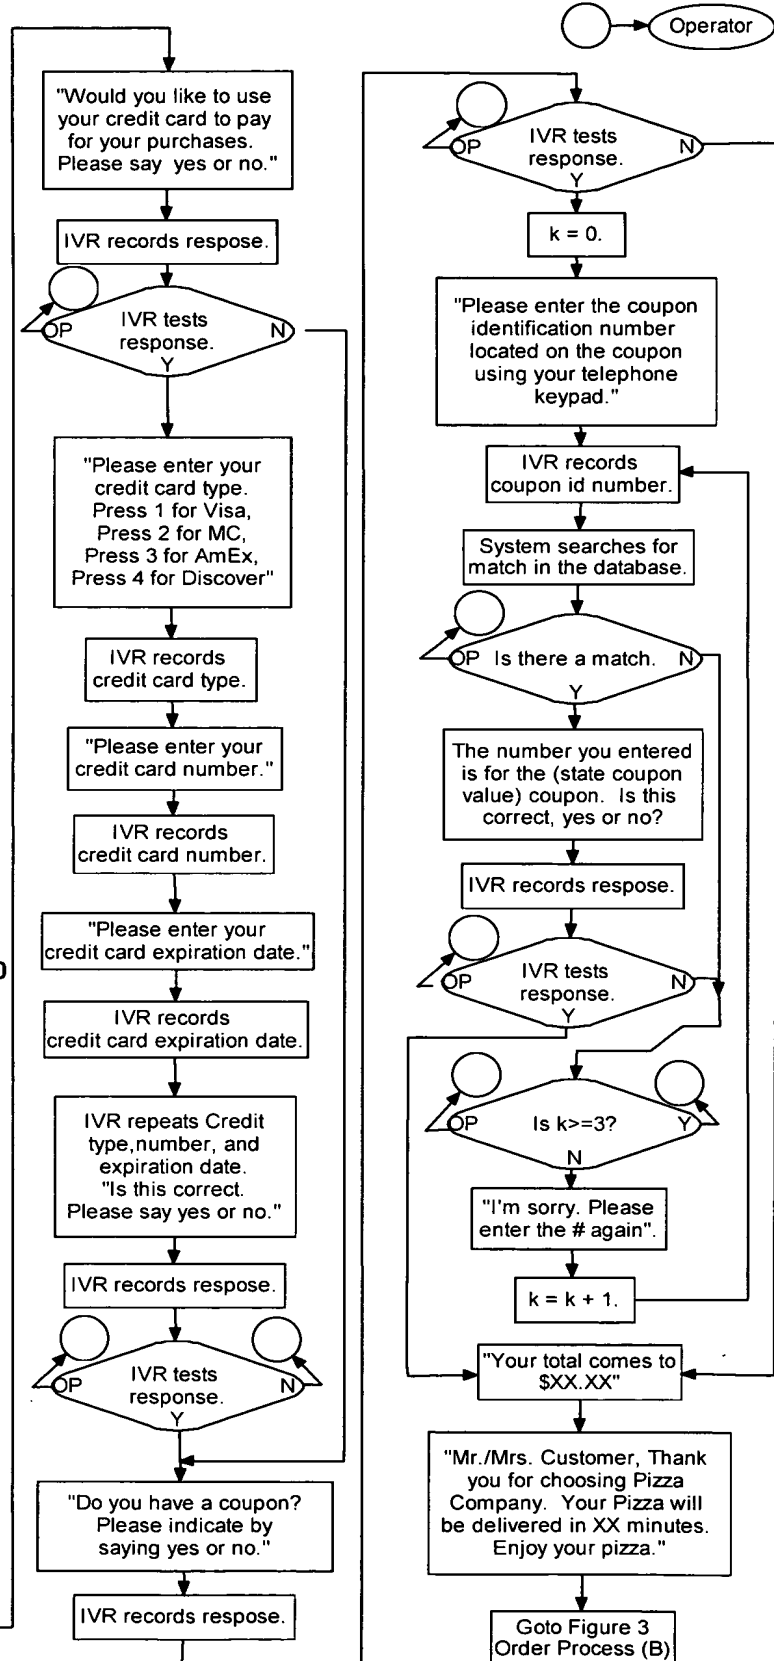 "Would you like to use
your credit card to pay
for your purchases.
Please say yes or no."
IVR records respose.
OP
IVR tests
response.
N
Y
"Please enter your
credit card type.
Press 1 for Visa,
Press 2 for MC,
Press 3 for AmEx,
Press 4 for Discover"
IVR records
credit card type.
"Please enter your
credit card number."
IVR records
credit card number.
"Please enter your
credit card expiration date."
IVR records
credit card expiration date.
IVR repeats Credit
type,number, and
expiration date.
"Is this correct.
Please say yes or no."
IVR records respose.
OP
IVR tests
response.
N
Y
"Do you have a coupon?
Please indicate by
saying yes or no."
IVR records respose.
Operator
OP
IVR tests
response.
N
Y
k = 0.
"Please enter the coupon
identification number
located on the coupon
using your telephone
keypad."
IVR records
coupon id number.
System searches for
match in the database.
OP
Is there a match.
N
Y
The number you entered
is for the (state coupon
value) coupon. Is this
correct, yes or no?
IVR records respose.
OP
IVR tests
response.
N
Y
OP
Is k>=3?
Y
N
"I'm sorry. Please
enter the # again".
k = k + 1.
"Your total comes to
$XX.XX"
"Mr./Mrs. Customer, Thank
you for choosing Pizza
Company. Your Pizza will
be delivered in XX minutes.
Enjoy your pizza."
Goto Figure 3
Order Process (B)